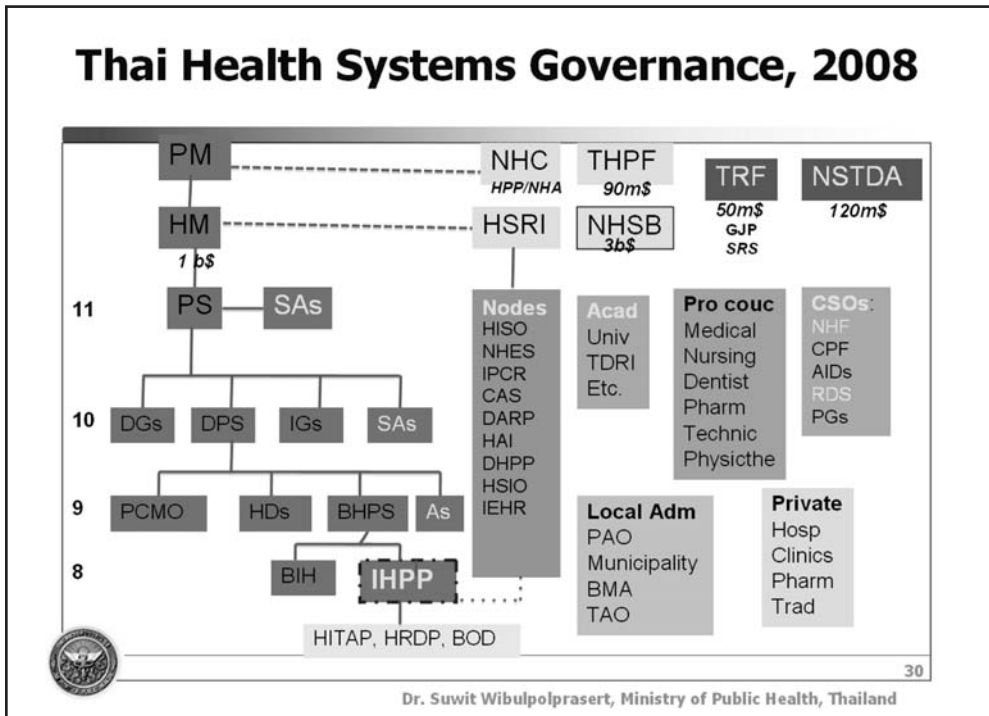 Thai Health Systems Governance, 2008
PM
NHC
HPP/NHA
THPF
90m$
TRF
50m$
GJP
SRS
NSTDA
120m$
HM
1 b$
HSRI
NHSB
3b$
11
PS
SAs
Nodes
HISO
NHES
IPCR
CAS
DARP
HAI
DHPP
HSIO
IEHR
Acad
Univ
TDRI
Etc.
Pro couc
Medical
Nursing
Dentist
Pharm
Technic
Physicthe
CSOs:
NHF
CPF
AIDs
RDS
PGs
10
DGs
DPS
IGs
SAs
9
PCMO
HDs
BHPS
As
Local Adm
PAO
Municipality
BMA
TAO
Private
Hosp
Clinics
Pharm
Trad
8
BIH
IHPP
HITAP, HRDP, BOD
30
Dr. Suwit Wibulpolprasert, Ministry of Public Health, Thailand